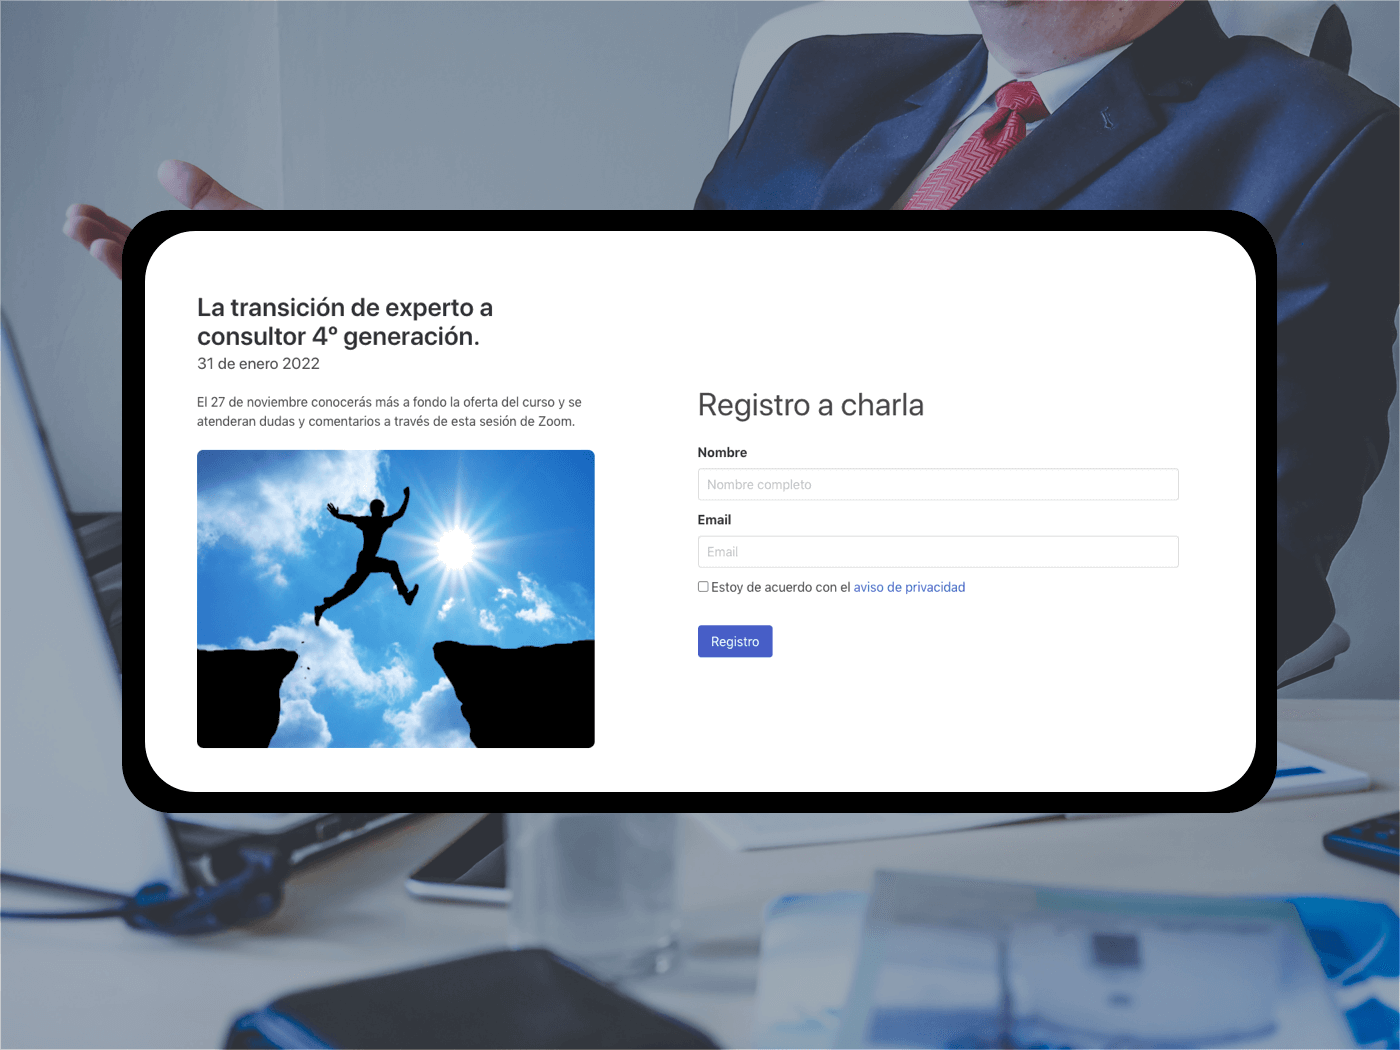 La transición de experto a
consultor 4º generación.
31 de enero 2022
El 27 de noviembre conocerás más a fondo la oferta del curso y se
atenderan dudas y comentarios a través de esta sesión de Zoom.
Registro a charla
Nombre
Nombre completo
Email
Email
Estoy de acuerdo con el aviso de privacidad
Registro